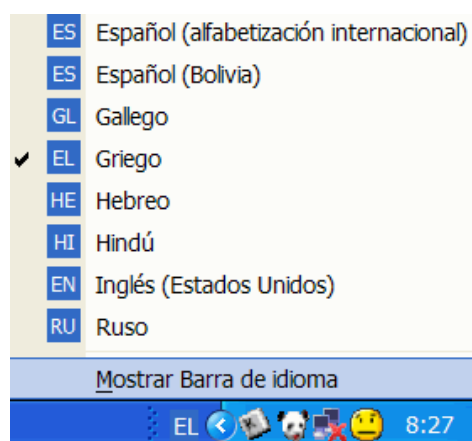 ES Español (alfabetización internacional)
ES Español (Bolivia)
GL Gallego
EL Griego
HE Hebreo
HI Hindú
EN Inglés (Estados Unidos)
RU Ruso
Mostrar Barra de idioma
EL 8:27